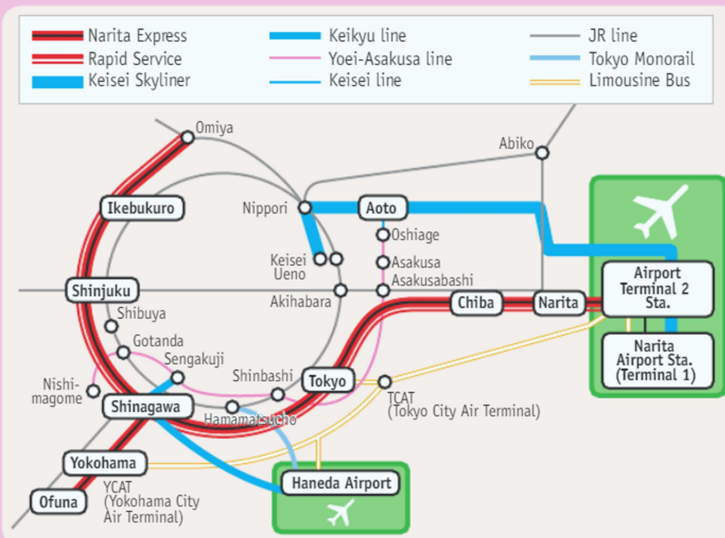 Narita Express
Rapid Service
Keisei Skyliner
Keikyu line
Yoei-Asakusa line
Keisei line
JR line
Tokyo Monorail
Limousine Bus
Omiya
Abiko
Ikebukuro
Nippori
Aoto
Oshiage
Keisei
Ueno
Asakusa
Asakusabashi
Airport
Terminal 2
Sta.
Shinjuku
Akihabara
Chiba
Narita
Shibuya
Gotanda
Sengakuji
Narita
Airport Sta.
(Terminal 1)
Nishi-
magome
Shinbashi
Tokyo
Shinagawa
Hamamatsucho
TCAT
(Tokyo City Air Terminal)
Yokohama
YCAT
(Yokohama City
Air Terminal)
Ofuna
Haneda Airport